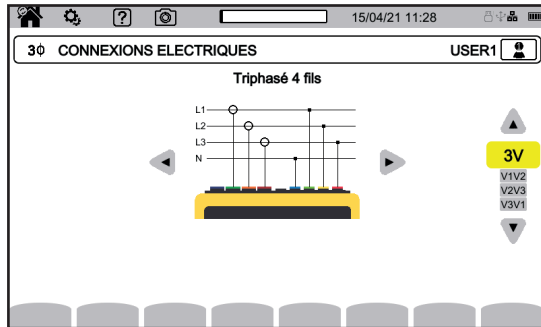 ? 15/04/21 11:28
3ϕ CONNEXIONS ELECTRIQUES USER1
Triphasé 4 fils
L1
L2
L3
N
3V
V1V2
V2V3
V3V1